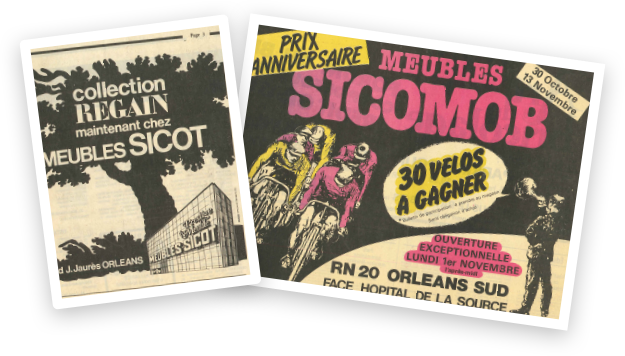 Page 3
collection
REGAIN
maintenant chez
MEUBLES SICOT
MEUBLES SICOT
d J.Jaurès ORLEANS
PRIX
ANNIVERSAIRE
MEUBLES
SICOMOB
30 Octobre
13 Novembre
30 VELOS
A GAGNER
OUVERTURE
EXCEPTIONNELLE
LUNDI 1er NOVEMBRE
RN 20 ORLEANS SUD
FACE HOPITAL DE LA SOURCE